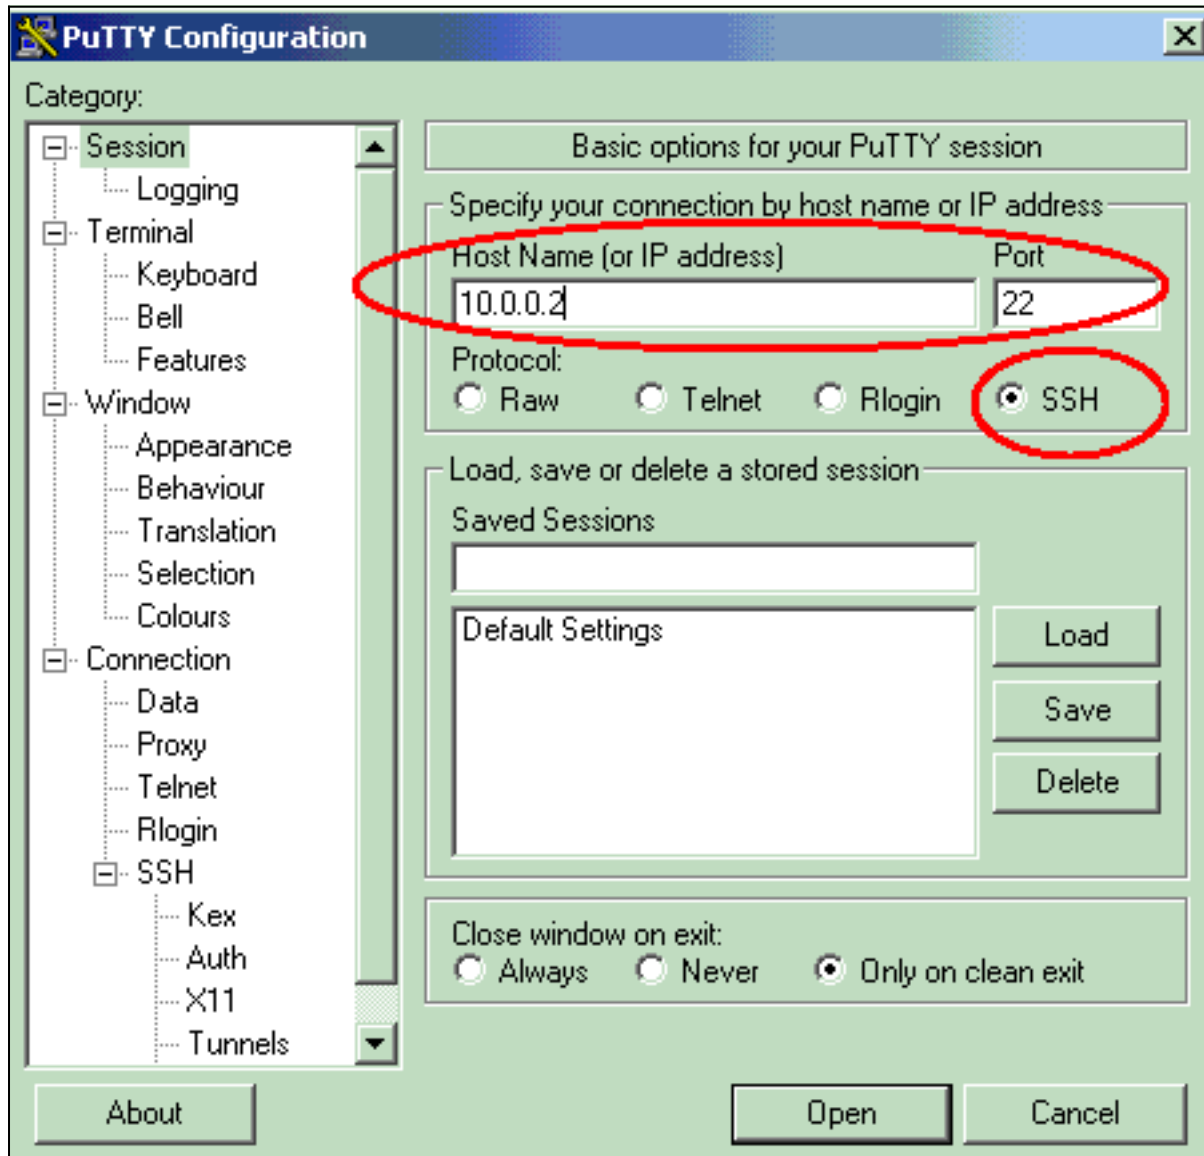 PuTTY Configuration
Category:
Session
Logging
Terminal
Keyboard
Bell
Features
Window
Appearance
Behaviour
Translation
Selection
Colours
Connection
Data
Proxy
Telnet
Rlogin
SSH
Kex
Auth
X11
Tunnels
Basic options for your PuTTY session
Specify your connection by host name or IP address
Host Name (or IP address) Port
10.0.0.2 22
Protocol:
Raw Telnet Rlogin SSH
Load, save or delete a stored session
Saved Sessions
Default Settings
Load
Save
Delete
Close window on exit:
Always Never Only on clean exit
About Open Cancel